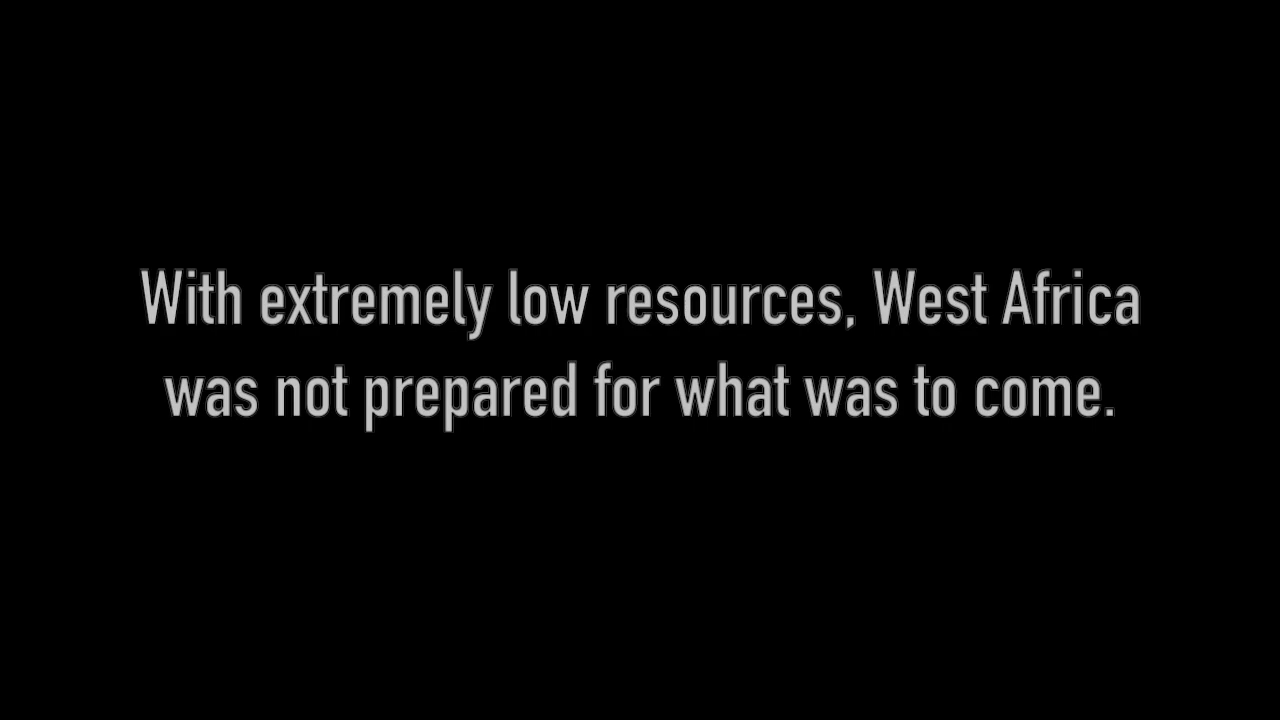 With extremely low resources, West Africa
was not prepared for what was to come.